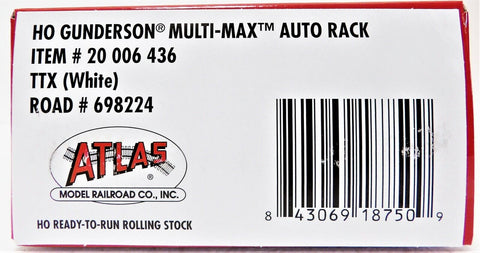 HO GUNDERSON® MULTI-MAX™ AUTO RACK
ITEM # 20 006 436
TTX (White)
ROAD # 698224
ATLAS
®
MODEL RAILROAD CO., INC.
HO READY-TO-RUN ROLLING STOCK
8 43069 18750 9